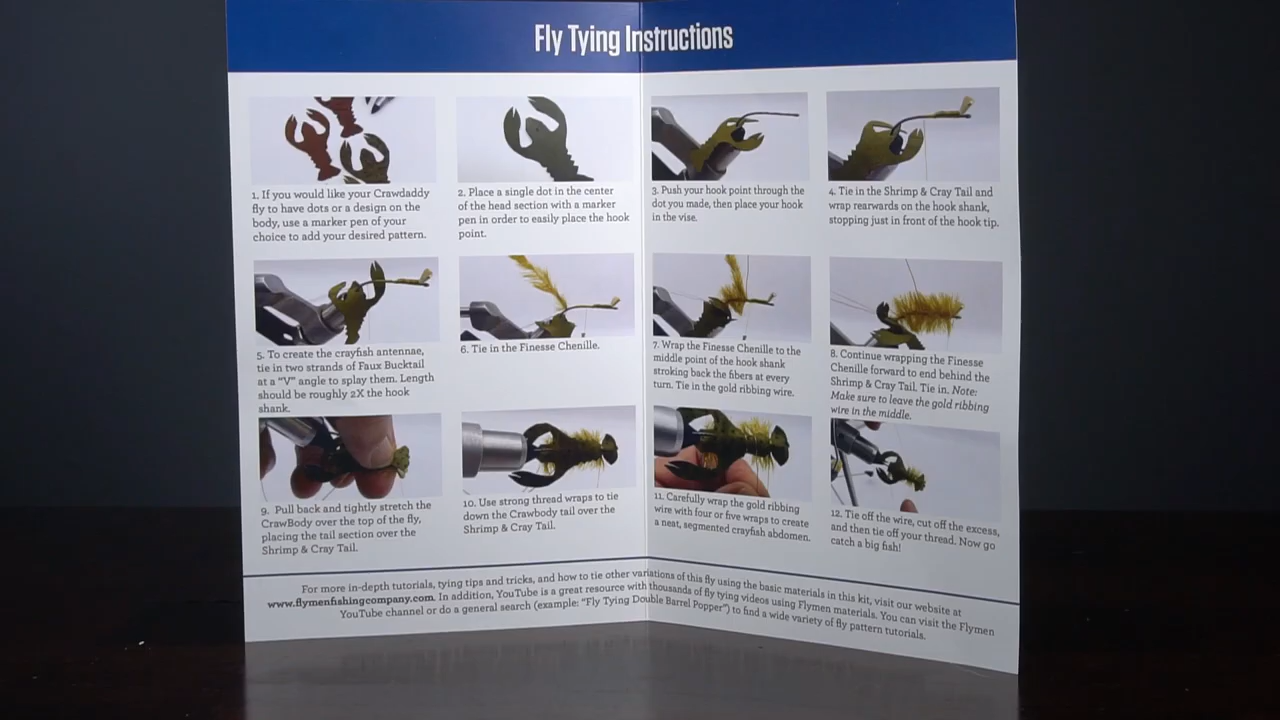 Fly Tying Instructions
1. If you would like your Crawdaddy
fly to have dots or a design on the
body, use a marker pen of your
choice to add your desired pattern.
2. Place a single dot in the center
of the head section with a marker
pen in order to easily place the hook
point.
3. Push your hook point through the
dot you made, then place your hook
in the vise.
4. Tie in the Shrimp & Cray Tail and
wrap rearwards on the hook shank,
stopping just in front of the hook tip.
5. To create the crayfish antennae,
tie in two strands of Faux Bucktail
at a "V" angle to splay them. Length
should be roughly 2X the hook
shank.
6. Tie in the Finesse Chenille.
7. Wrap the Finesse Chenille to the
middle point of the hook shank
stroking back the fibers at every
turn. Tie in the gold ribbing wire.
8. Continue wrapping the Finesse
Chenille forward to end behind the
Shrimp & Cray Tail. Tie in. Note:
Make sure to leave the gold ribbing
wire in the middle.
9. Pull back and tightly stretch the
CrawBody over the top of the fly,
placing the tail section over the
Shrimp & Cray Tail.
10. Use strong thread wraps to tie
down the Crawbody tail over the
Shrimp & Cray Tail.
11. Carefully wrap the gold ribbing
wire with four or five wraps to create
a neat, segmented crayfish abdomen.
12. Tie off the wire, cut off the excess,
and then tie off your thread. Now go
catch a big fish!
For more in-depth tutorials, tying tips and tricks, and how to tie other variations of this fly using the basic materials in this kit, visit our website at
www.flymenfishingcompany.com. In addition, YouTube is a great resource with thousands of fly tying videos using Flymen materials. You can visit the Flymen
YouTube channel or do a general search (example: "Fly Tying Double Barrel Popper") to find a wide variety of fly pattern tutorials.